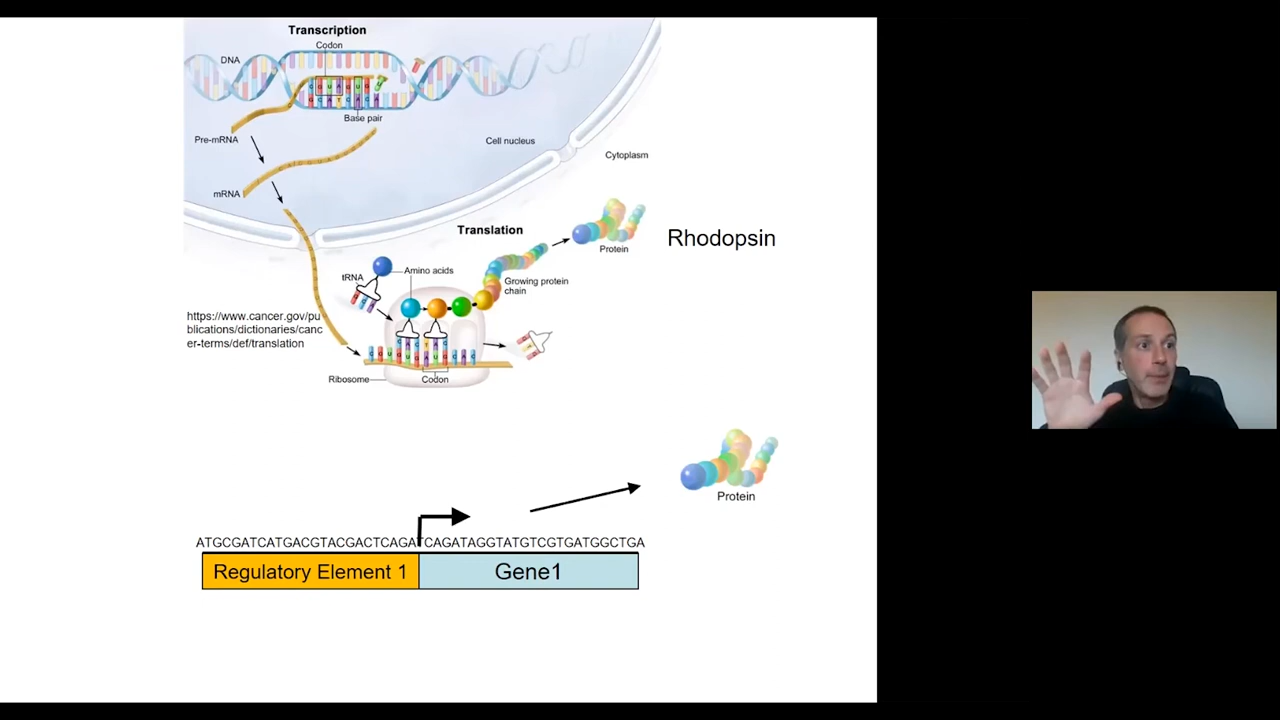 Transcription
Codon
DNA
Base pair
Pre-mRNA
Cell nucleus
Cytoplasm
mRNA
Translation
Protein
Rhodopsin
tRNA
Amino acids
Growing protein
chain
https://www.cancer.gov/pu
blications/dictionaries/canc
er-terms/def/translation
Ribosome
Codon
Protein
ATGCGATCATGACGTACGACTCAGATCAGATAGGTATGTCGTGATGGCTGA
Regulatory Element 1
Gene1